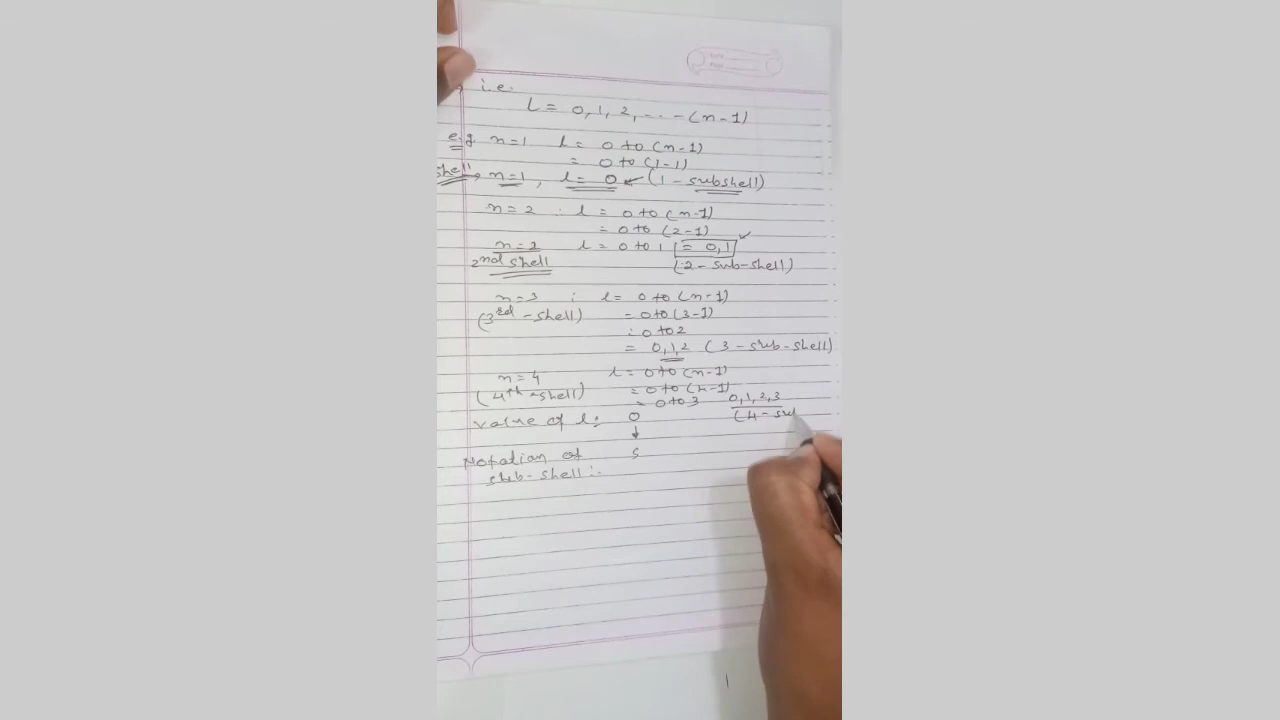 i.e.
L = 0, 1, 2, ... - (n-1)
e.g. n=1 l = 0 to (n-1)
= 0 to (1-1)
shell n=1, l = 0 (1 - subshell)
n = 2 : l = 0 to (n-1)
= 0 to (2-1)
n = 2 l = 0 to 1 = 0,1
2nd shell (2 - sub-shell)
n = 3 ; l = 0 to (n-1)
(3rd - shell) = 0 to (3-1)
= 0 to 2
= 0,1,2 (3 - sub-shell)
n = 4 l = 0 to (n-1)
(4th - shell) = 0 to (4-1)
= 0 to 3 0,1,2,3
value of l: 0 (4 - sub
↓
Notation of s
sub-shell :-